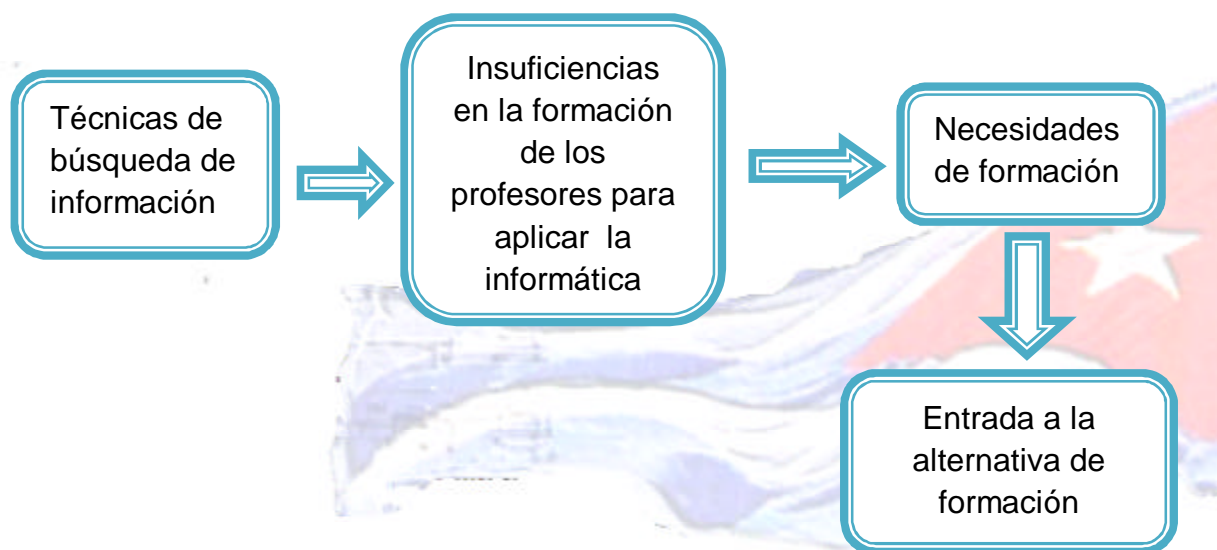 Técnicas de
búsqueda de
información
Insuficiencias
en la formación
de los
profesores para
aplicar la
informática
Necesidades
de formación
Entrada a la
alternativa de
formación